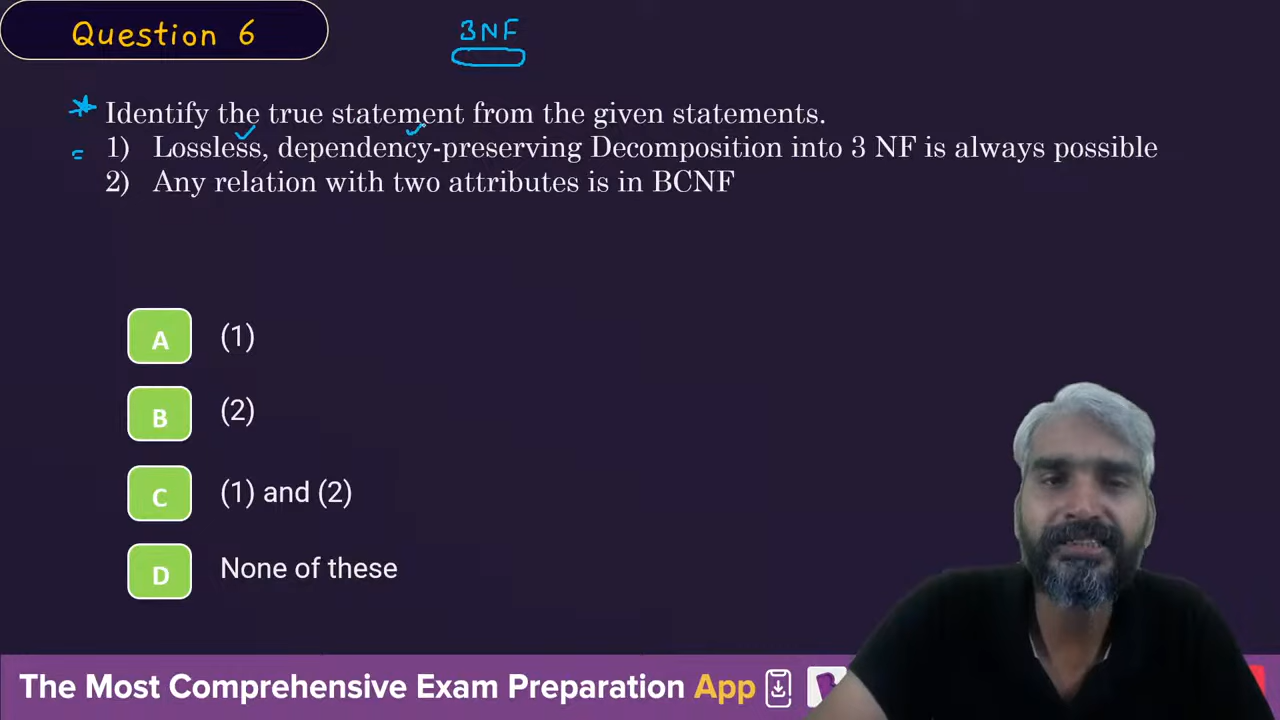 Question 6
3NF
Identify the true statement from the given statements.
1) Lossless, dependency-preserving Decomposition into 3 NF is always possible
2) Any relation with two attributes is in BCNF
A (1)
B (2)
C (1) and (2)
D None of these
The Most Comprehensive Exam Preparation App